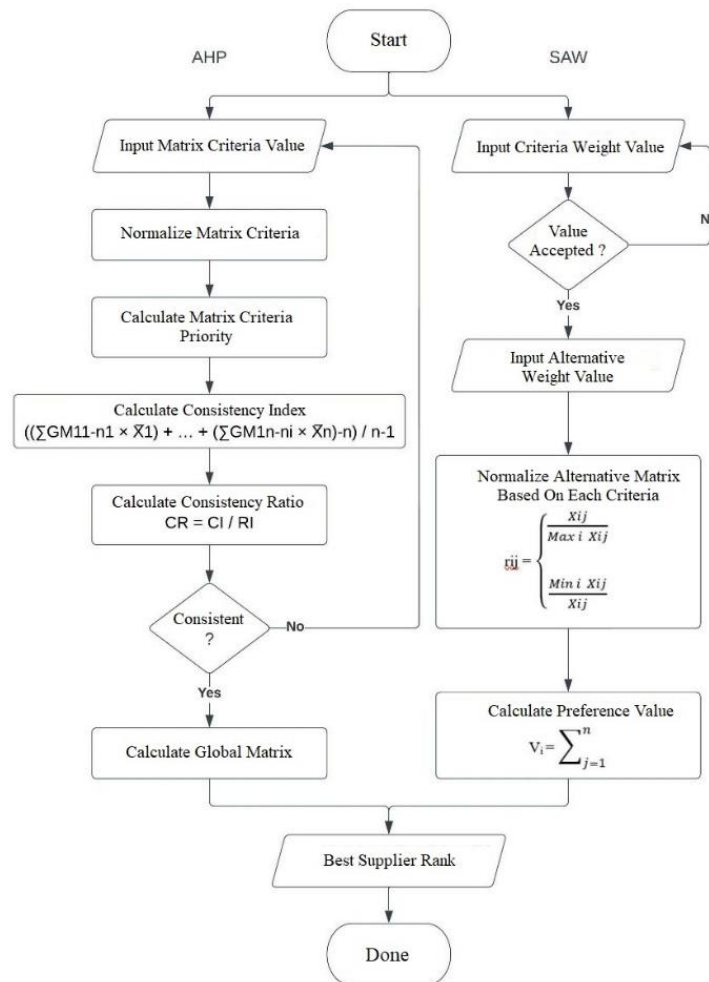 Start
AHP
SAW
Input Matrix Criteria Value
Normalize Matrix Criteria
Calculate Matrix Criteria
Priority
Calculate Consistency Index
((∑GM11-n1 × X̄1) + … + (∑GM1n-ni × X̄n)-n) / n-1
Calculate Consistency Ratio
CR = CI / RI
Consistent
?
No
Yes
Calculate Global Matrix
Input Criteria Weight Value
Value
Accepted ?
N
Yes
Input Alternative
Weight Value
Normalize Alternative Matrix
Based On Each Criteria
Xij
Max i Xij
rij = {
Min i Xij
Xij
Calculate Preference Value
Vi= ∑ n j=1
Best Supplier Rank
Done